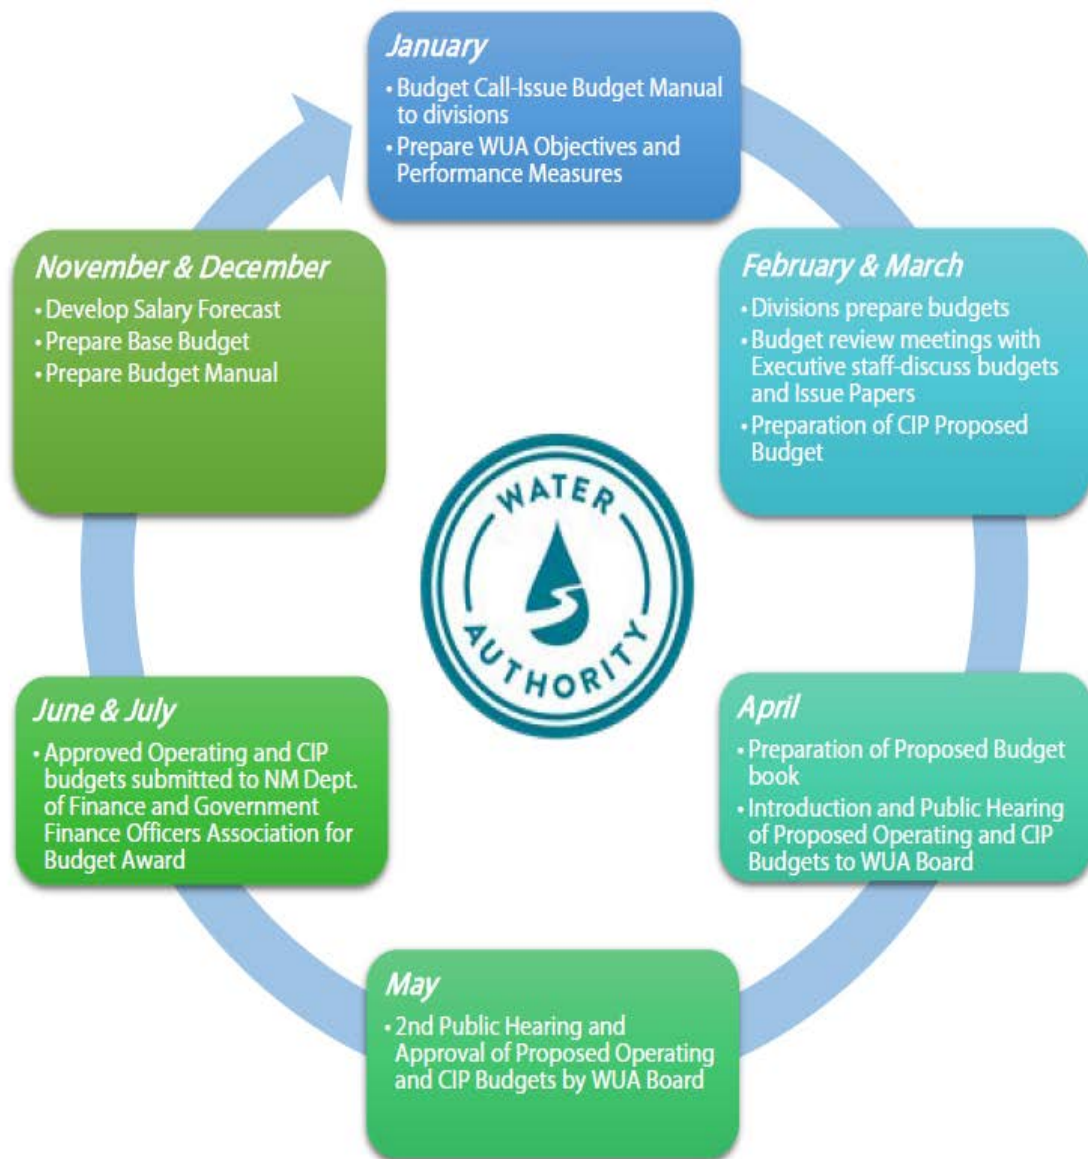 January
• Budget Call-Issue Budget Manual
to divisions
• Prepare WUA Objectives and
Performance Measures
February & March
• Divisions prepare budgets
• Budget review meetings with
Executive staff-discuss budgets
and Issue Papers
• Preparation of CIP Proposed
Budget
April
• Preparation of Proposed Budget
book
• Introduction and Public Hearing
of Proposed Operating and CIP
Budgets to WUA Board
May
• 2nd Public Hearing and
Approval of Proposed Operating
and CIP Budgets by WUA Board
June & July
• Approved Operating and CIP
budgets submitted to NM Dept.
of Finance and Government
Finance Officers Association for
Budget Award
November & December
• Develop Salary Forecast
• Prepare Base Budget
• Prepare Budget Manual
WATER
AUTHORITY